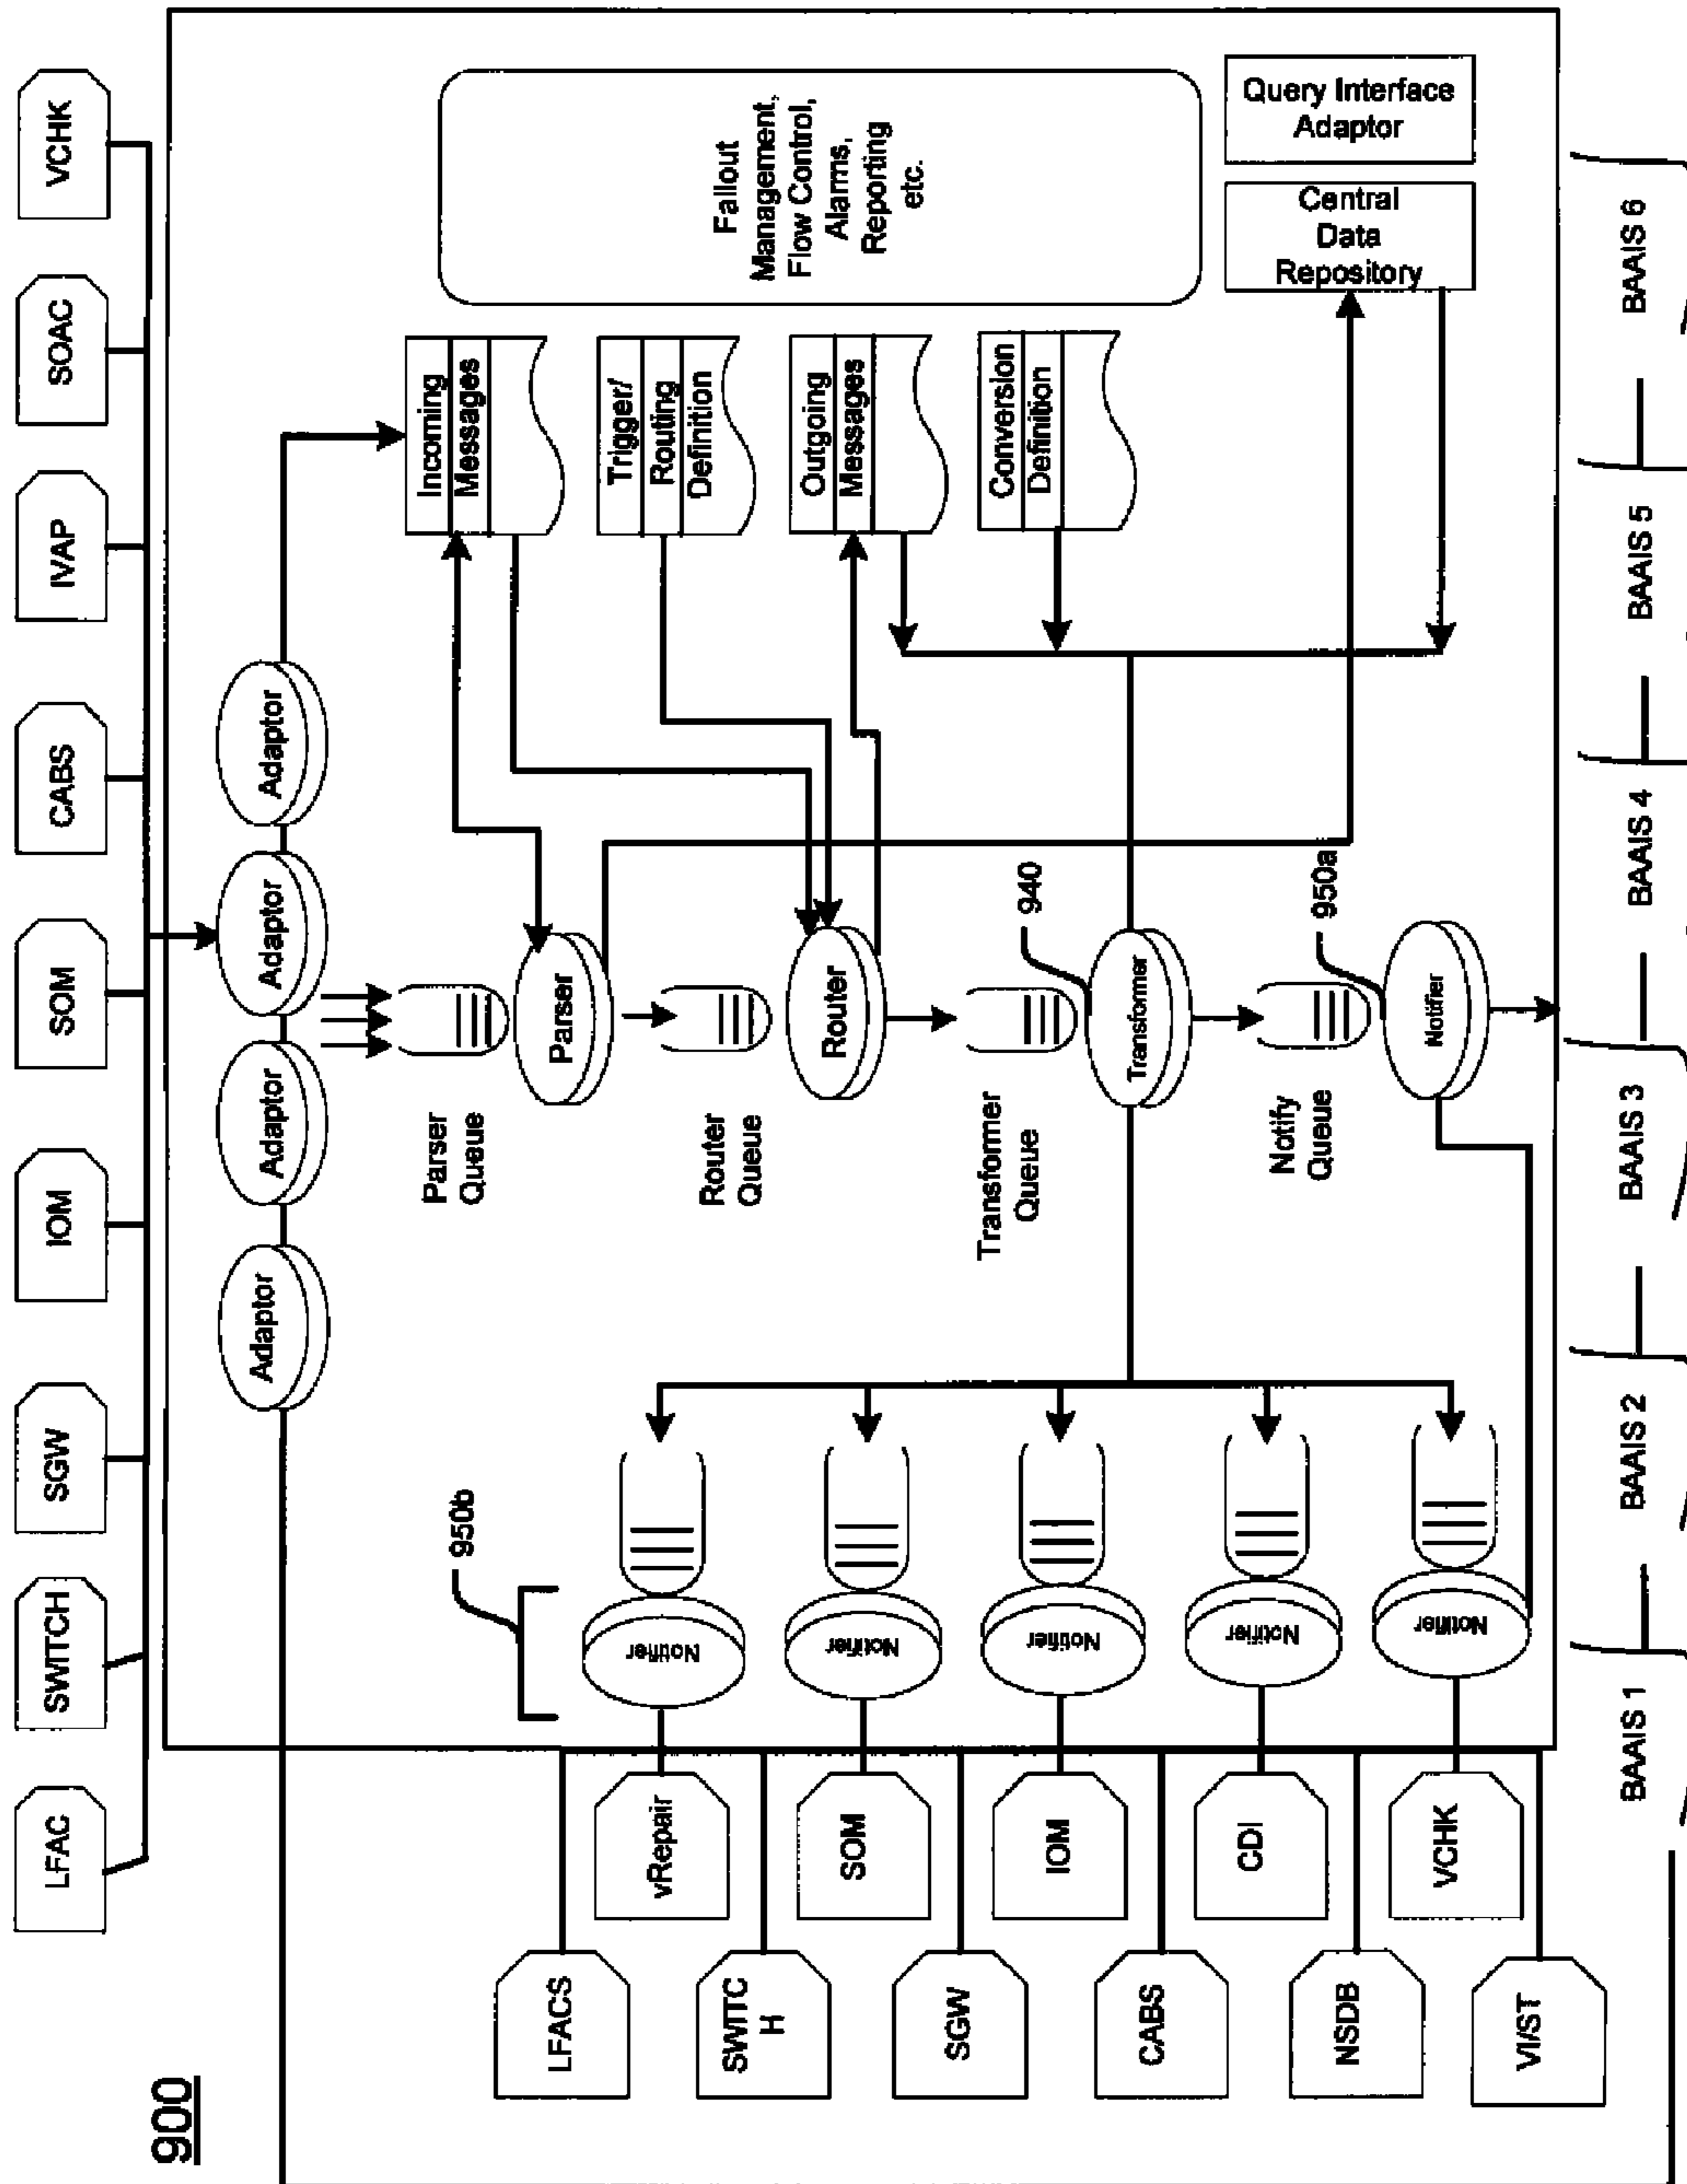 900
LFAC
SWITCH
SGW
IOM
SOM
CABS
IVAP
SOAC
VCHK
Adaptor
Adaptor
Adaptor
Adaptor
Parser
Queue
Parser
Router
Queue
Router
Transformer
Queue
940
Transformer
Notify
Queue
950a
Notifier
Incoming
Messages
Trigger/
Routing
Definition
Outgoing
Messages
Conversion
Definition
Fallout
Management,
Flow Control,
Alarms,
Reporting
etc.
Query Interface
Adaptor
Central
Data
Repository
950b
Notifier
Notifier
Notifier
Notifier
Notifier
LFACS
vRepair
SWITC
H
SOM
SGW
IOM
CABS
CDI
NSDB
VCHK
VI/ST
BAAIS 1
BAAIS 2
BAAIS 3
BAAIS 4
BAAIS 5
BAAIS 6